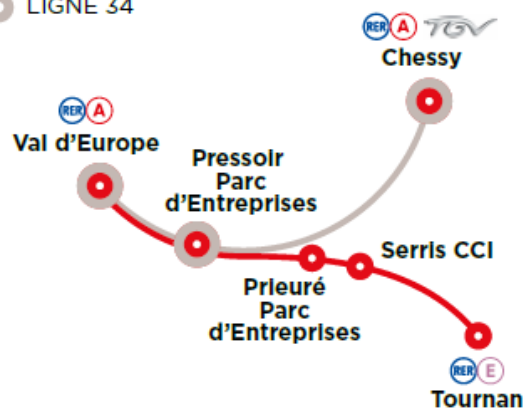 LIGNE 34
RER A TGV
Chessy
RER A
Val d'Europe
Pressoir
Parc
d'Entreprises
Serris CCI
Prieuré
Parc
d'Entreprises
RER E
Tournan